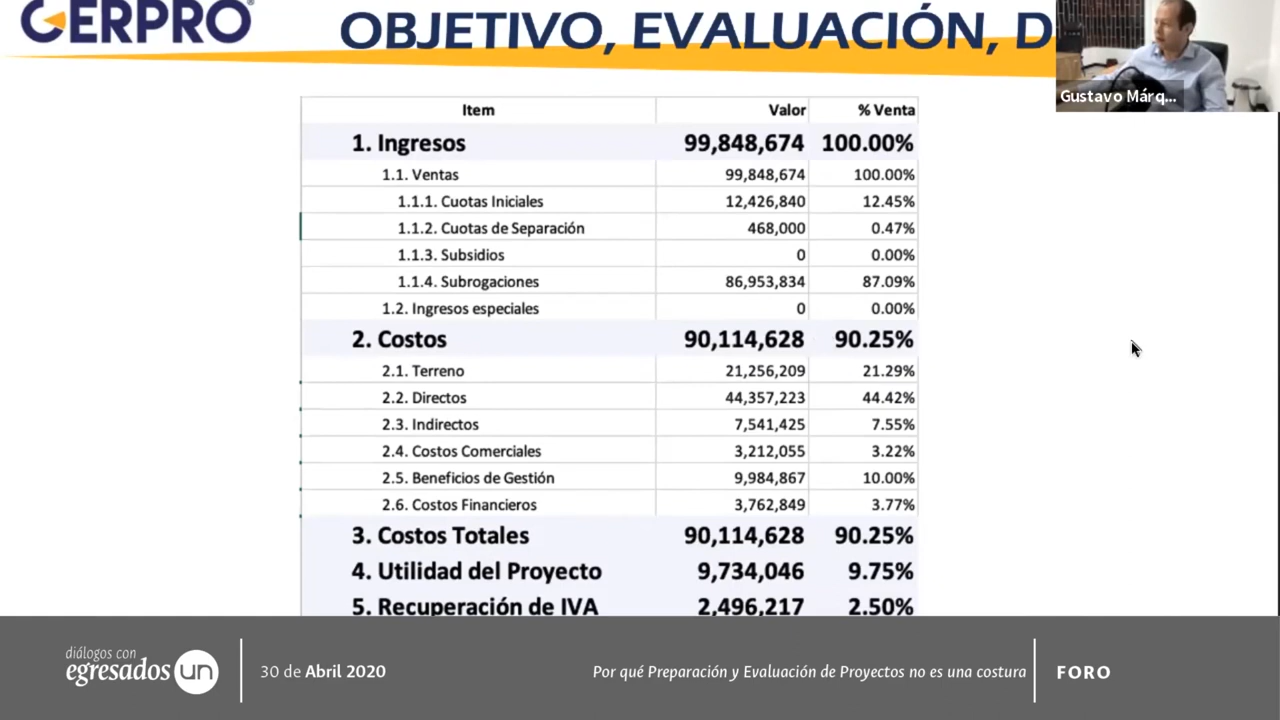 GERPRO®
OBJETIVO, EVALUACIÓN, D
Gustavo Márq...
Item Valor % Venta
1. Ingresos 99,848,674 100.00%
1.1. Ventas 99,848,674 100.00%
1.1.1. Cuotas Iniciales 12,426,840 12.45%
1.1.2. Cuotas de Separación 468,000 0.47%
1.1.3. Subsidios 0 0.00%
1.1.4. Subrogaciones 86,953,834 87.09%
1.2. Ingresos especiales 0 0.00%
2. Costos 90,114,628 90.25%
2.1. Terreno 21,256,209 21.29%
2.2. Directos 44,357,223 44.42%
2.3. Indirectos 7,541,425 7.55%
2.4. Costos Comerciales 3,212,055 3.22%
2.5. Beneficios de Gestión 9,984,867 10.00%
2.6. Costos Financieros 3,762,849 3.77%
3. Costos Totales 90,114,628 90.25%
4. Utilidad del Proyecto 9,734,046 9.75%
5. Recuperación de IVA 2,496,217 2.50%
diálogos con
egresados un
30 de Abril 2020
Por qué Preparación y Evaluación de Proyectos no es una costura
FORO